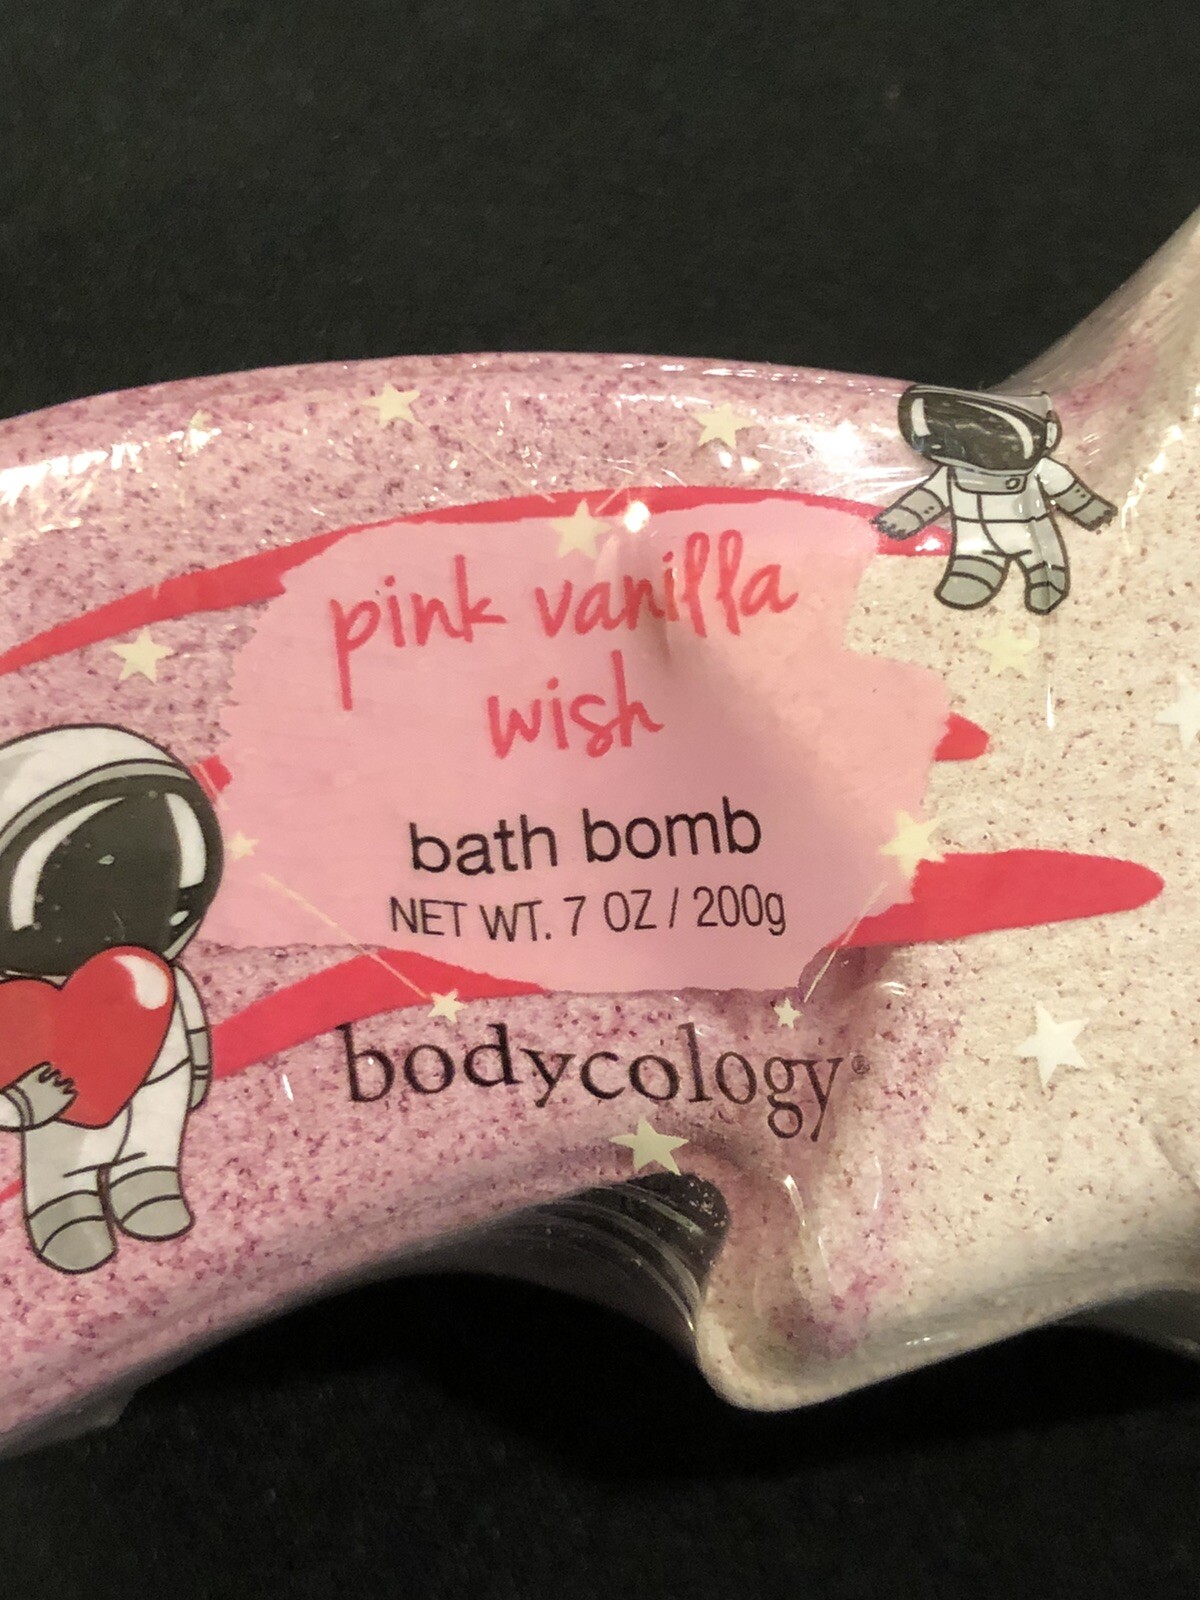 pink vanilla
wish
bath bomb
NET WT. 7 OZ / 200g
bodycology®